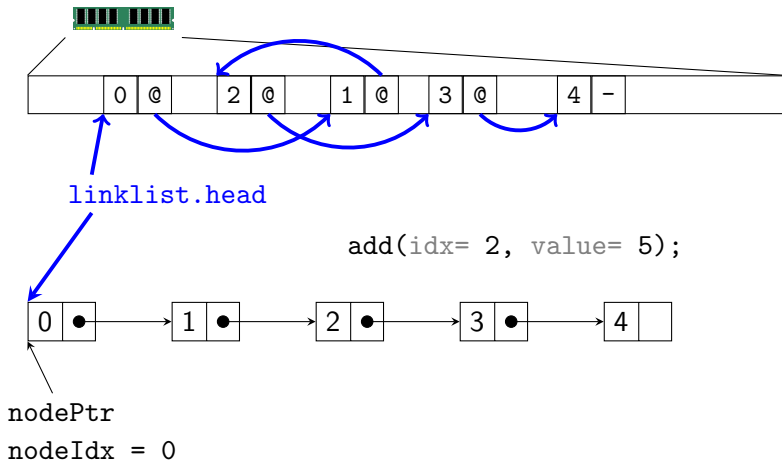 0 @ 2 @ 1 @ 3 @ 4 -
linklist.head
add(idx= 2, value= 5);
0 1 2 3 4
nodePtr
nodeIdx = 0